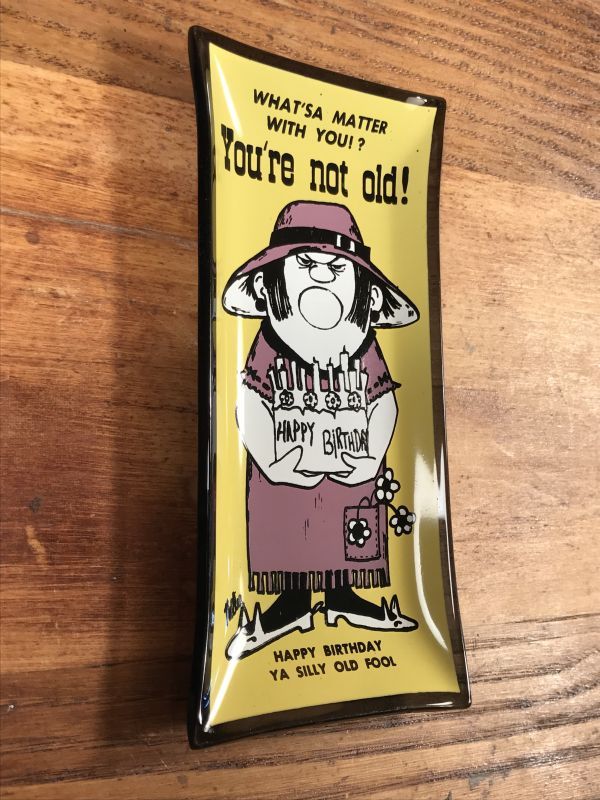 WHAT'SA MATTER
WITH YOU!?
You're not old!
HAPPY BIRTHDAY
HAPPY BIRTHDAY
YA SILLY OLD FOOL